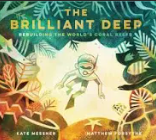 THE
BRILLIANT DEEP
REBUILDING THE WORLD'S CORAL REEFS
KATE MESSNER
MATTHEW FORSYTHE